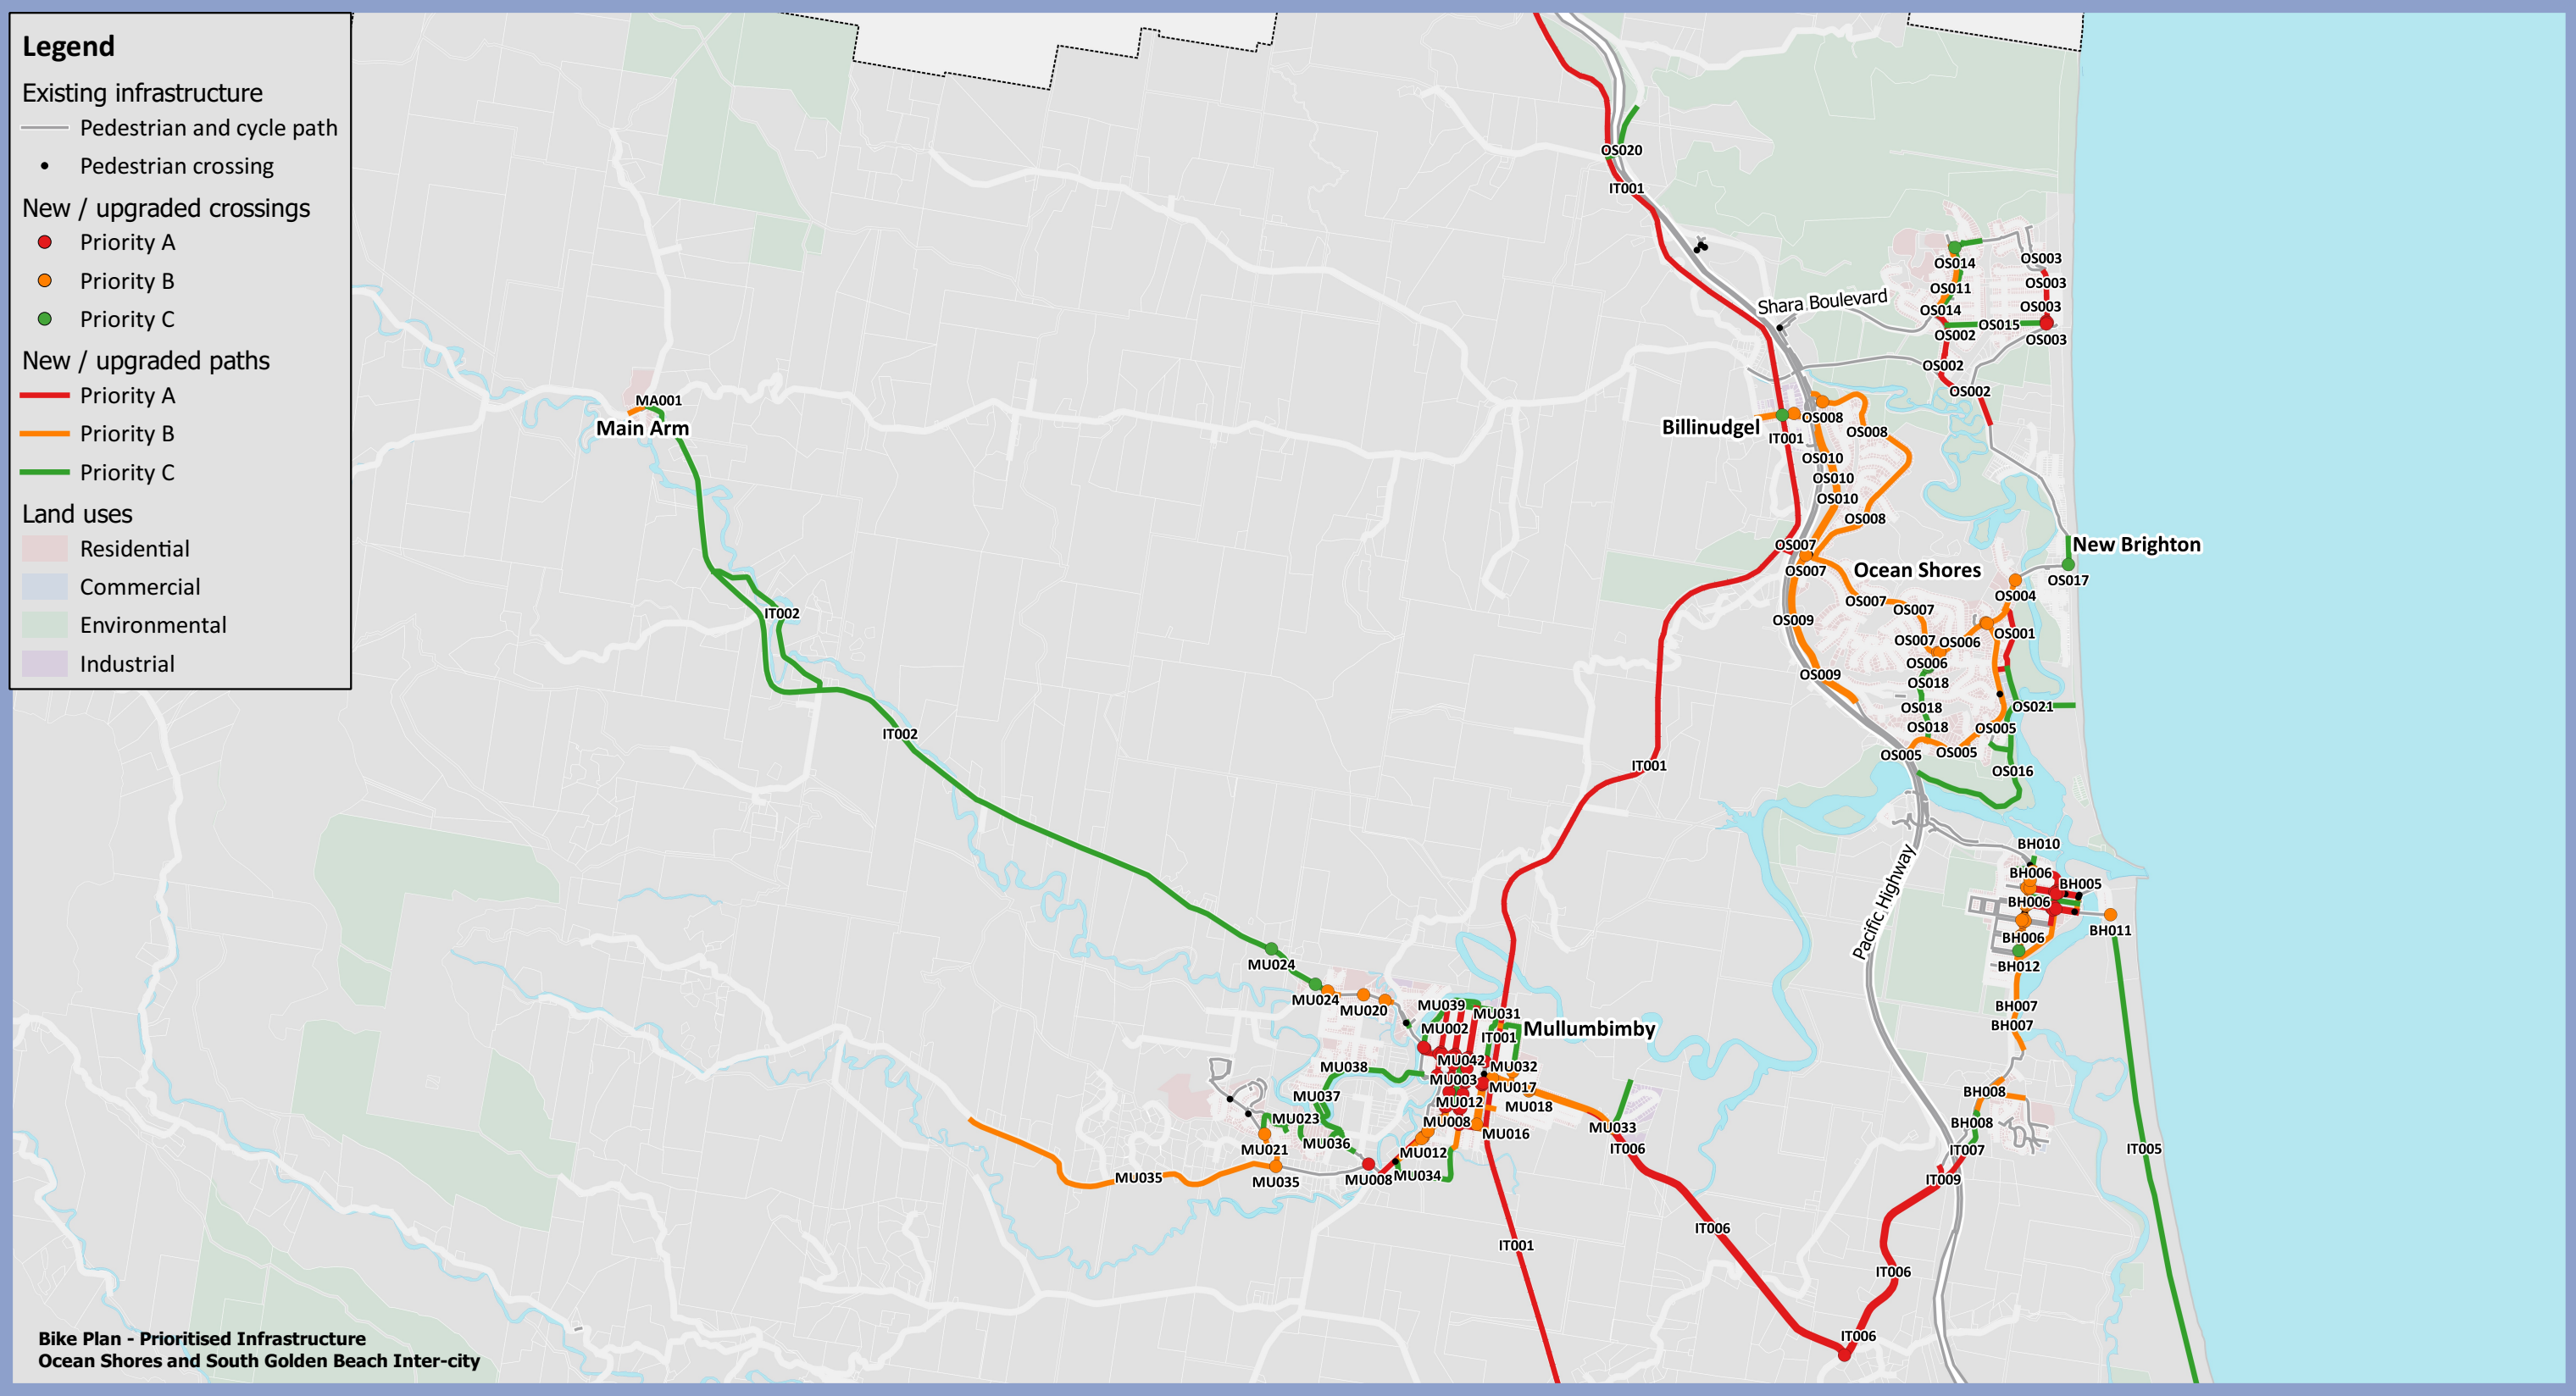 Legend
Existing infrastructure
Pedestrian and cycle path
Pedestrian crossing
New / upgraded crossings
Priority A
Priority B
Priority C
New / upgraded paths
Priority A
Priority B
Priority C
Land uses
Residential
Commercial
Environmental
Industrial
OS020
IT001
OS003
OS014
OS003
OS011
Shara Boulevard
OS014
OS003
OS015
OS002
OS003
OS002
OS002
MA001
Main Arm
Billinudgel
OS008
OS008
IT001
OS010
OS010
OS010
OS008
OS007
New Brighton
OS007
Ocean Shores
OS017
OS004
OS007
OS007
IT002
OS009
OS001
OS007
OS006
OS006
OS009
OS018
OS018
OS021
OS018
OS005
IT002
OS005
OS005
IT001
OS016
BH010
Pacific Highway
BH006
BH005
BH006
BH011
BH006
MU024
BH012
MU024
MU020
MU039
MU031
BH007
MU002
Mullumbimby
BH007
IT001
MU042
MU038
MU032
MU003
MU017
BH008
MU037
MU012
MU018
MU023
MU008
BH008
MU033
MU016
MU036
MU021
MU012
IT006
IT007
IT005
MU035
MU035
MU008
MU034
IT009
IT006
IT001
IT006
IT006
Bike Plan - Prioritised Infrastructure
Ocean Shores and South Golden Beach Inter-city